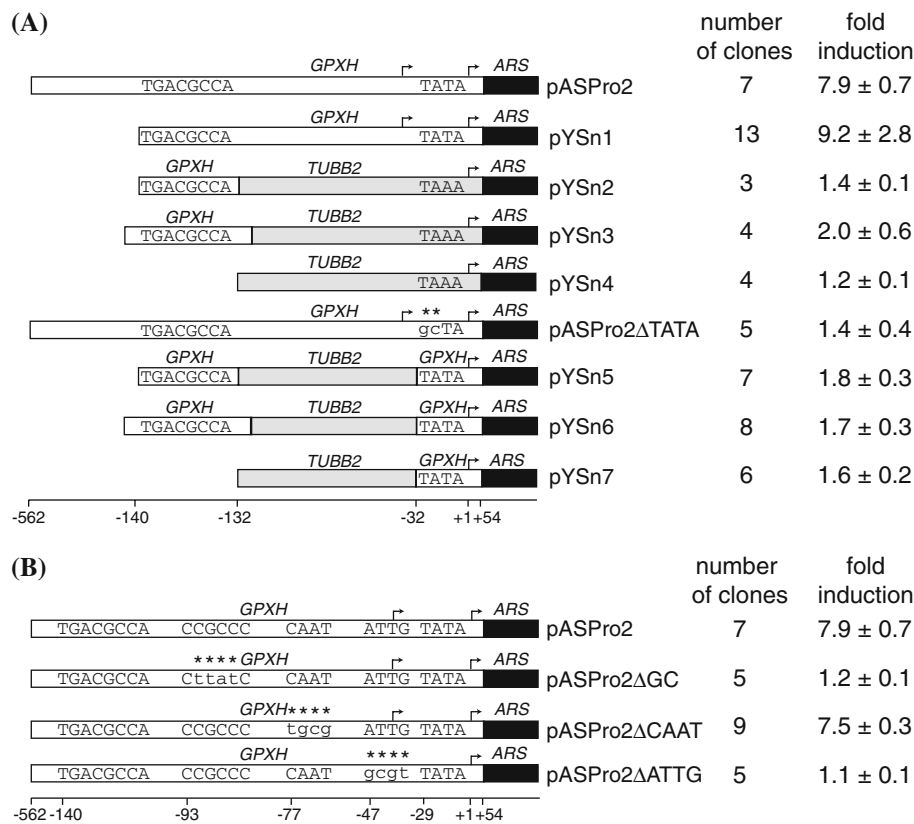 (A)
number of clones
fold induction
GPXH ARS
TGACGCCA TATA pASPro2 7 7.9 ± 0.7
GPXH ARS
TGACGCCA TATA pYSn1 13 9.2 ± 2.8
GPXH TUBB2 ARS
TGACGCCA TAAA pYSn2 3 1.4 ± 0.1
GPXH TUBB2 ARS
TGACGCCA TAAA pYSn3 4 2.0 ± 0.6
TUBB2 ARS
TAAA pYSn4 4 1.2 ± 0.1
GPXH ** ARS
TGACGCCA gcTA pASPro2ΔTATA 5 1.4 ± 0.4
GPXH TUBB2 GPXH ARS
TGACGCCA TATA pYSn5 7 1.8 ± 0.3
GPXH TUBB2 GPXH ARS
TGACGCCA TATA pYSn6 8 1.7 ± 0.3
TUBB2 GPXH ARS
TATA pYSn7 6 1.6 ± 0.2
-562 -140 -132 -32 +1 +54
(B)
number of clones
fold induction
GPXH ARS
TGACGCCA CCGCCC CAAT ATTG TATA pASPro2 7 7.9 ± 0.7
**** GPXH ARS
TGACGCCA CttatC CAAT ATTG TATA pASPro2ΔGC 5 1.2 ± 0.1
GPXH **** ARS
TGACGCCA CCGCCC tgcg ATTG TATA pASPro2ΔCAAT 9 7.5 ± 0.3
GPXH **** ARS
TGACGCCA CCGCCC CAAT gcgt TATA pASPro2ΔATTG 5 1.1 ± 0.1
-562 -140 -93 -77 -47 -29 +1 +54